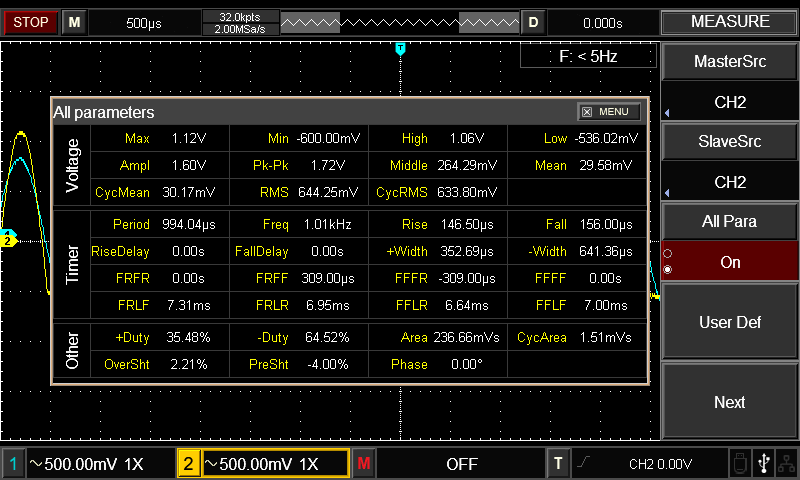 STOP M 500µs 32.0kpts D 0.000s MEASURE
2.00MSa/s
T
F: < 5Hz
MasterSrc
CH2
SlaveSrc
CH2
All Para
On
User Def
Next
All parameters MENU
Voltage
Max 1.12V Min -600.00mV High 1.06V Low -536.02mV
Ampl 1.60V Pk-Pk 1.72V Middle 264.29mV Mean 29.58mV
CycMean 30.17mV RMS 644.25mV CycRMS 633.80mV
Timer
Period 994.04µs Freq 1.01kHz Rise 146.50µs Fall 156.00µs
RiseDelay 0.00s FallDelay 0.00s +Width 352.69µs -Width 641.36µs
FRFR 0.00s FRFF 309.00µs FFFR -309.00µs FFFF 0.00s
FRLF 7.31ms FRLR 6.95ms FFLR 6.64ms FFLF 7.00ms
Other
+Duty 35.48% -Duty 64.52% Area 236.66mVs CycArea 1.51mVs
OverSht 2.21% PreSht -4.00% Phase 0.00°
2
1 ~500.00mV 1X 2 ~500.00mV 1X M OFF T CH2 0.00V